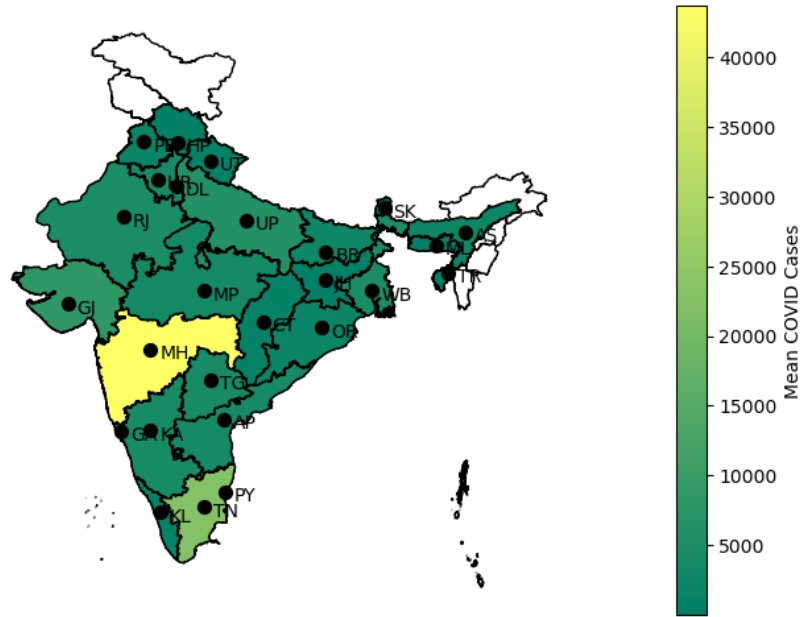 40000
35000
30000
25000
20000
15000
10000
5000
Mean COVID Cases
HP
UT
DL
RJ
UP
SK
AS
BR
JH
WB
TR
MP
GJ
CT
OR
MH
TG
AP
GA
KA
PY
TN
KL